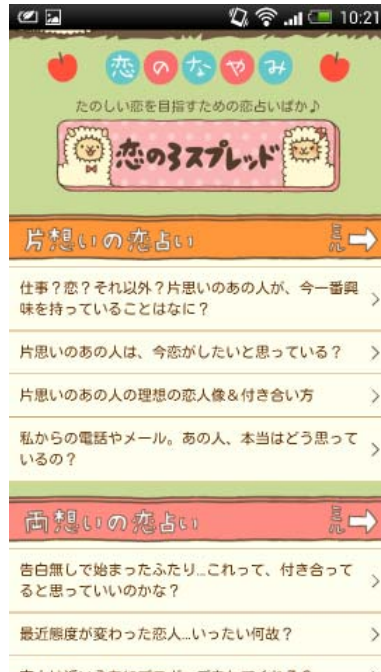 10:21
恋のなやみ
たのしい恋を目指すための恋占いばか♪
恋の3スプレッド
片想いの恋占い
ミル
仕事?恋?それ以外?片思いのあの人が、今一番興
味を持っていることはなに?
片思いのあの人は、今恋がしたいと思っている?
片思いのあの人の理想の恋人像&付き合い方
私からの電話やメール。あの人、本当はどう思って
いるの?
両想いの恋占い
ミル
告白無しで始まったふたり…これって、付き合って
ると思っていいのかな?
最近態度が変わった恋人…いったい何故?